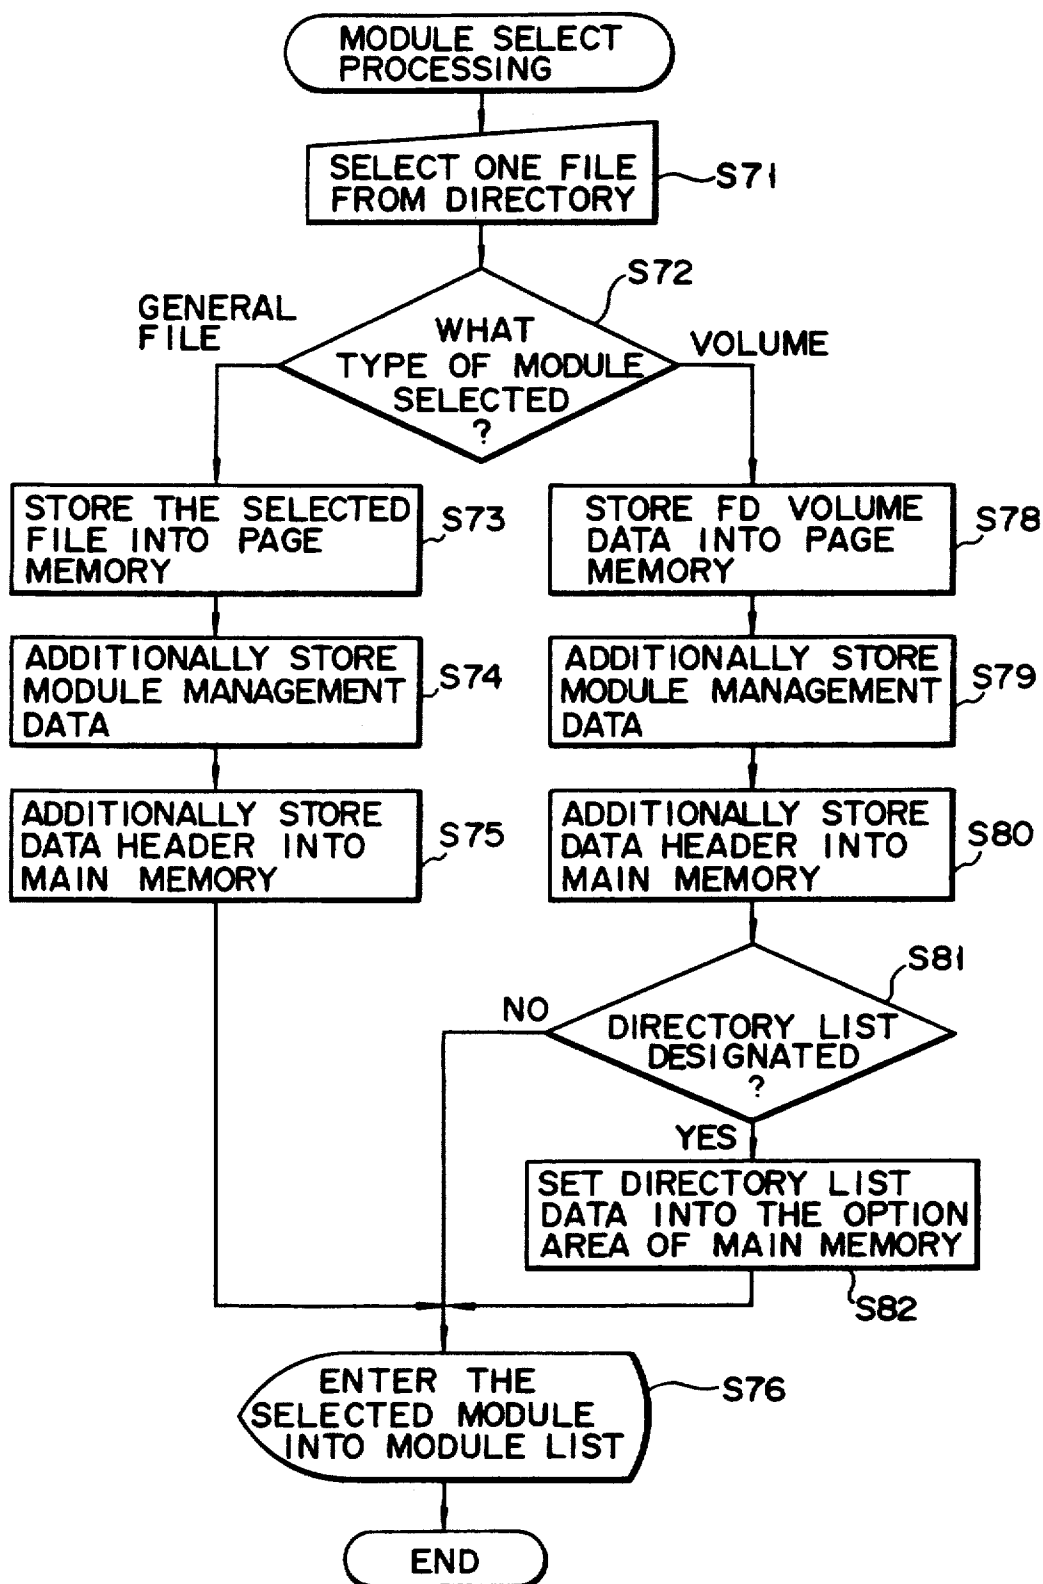 MODULE SELECT
PROCESSING
SELECT ONE FILE
FROM DIRECTORY
S71
S72
GENERAL
FILE
WHAT
TYPE OF MODULE
SELECTED
?
VOLUME
STORE THE SELECTED
FILE INTO PAGE
MEMORY
S73
STORE FD VOLUME
DATA INTO PAGE
MEMORY
S78
ADDITIONALLY STORE
MODULE MANAGEMENT
DATA
S74
ADDITIONALLY STORE
MODULE MANAGEMENT
DATA
S79
ADDITIONALLY STORE
DATA HEADER INTO
MAIN MEMORY
S75
ADDITIONALLY STORE
DATA HEADER INTO
MAIN MEMORY
S80
S81
NO
DIRECTORY LIST
DESIGNATED
?
YES
SET DIRECTORY LIST
DATA INTO THE OPTION
AREA OF MAIN MEMORY
S82
ENTER THE
SELECTED MODULE
INTO MODULE LIST
S76
END